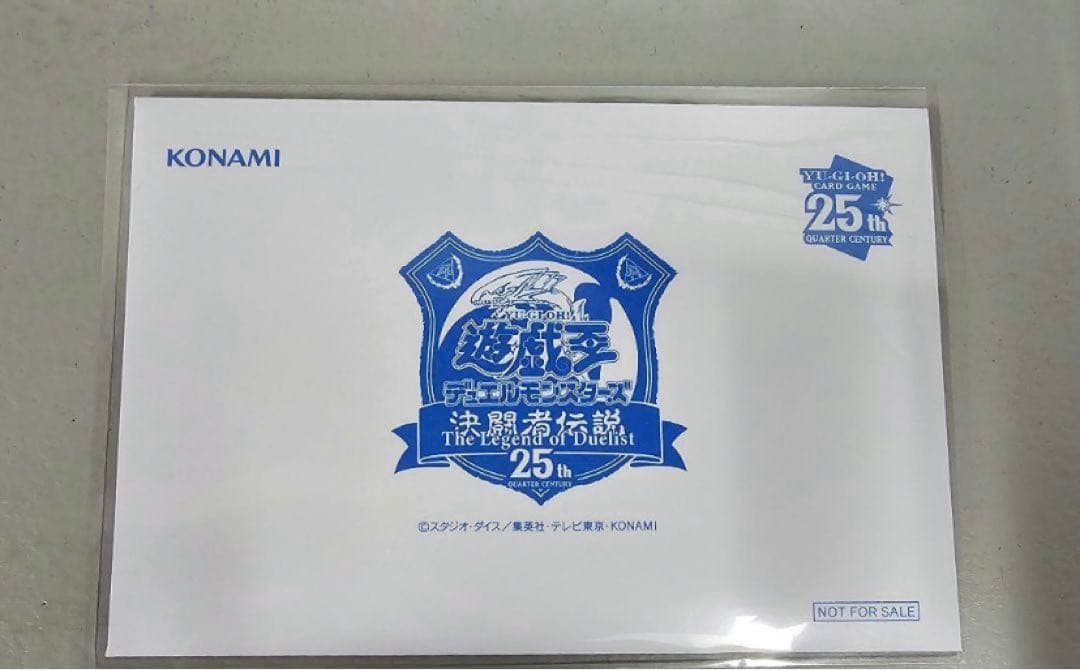 KONAMI
YU-GI-OH!
CARD GAME
25th
QUARTER CENTURY
YU-GI-OH!
遊戯王
デュエルモンスターズ
決闘者伝説
The Legend of Duelist
25th
QUARTER CENTURY
©スタジオ・ダイス／集英社・テレビ東京・KONAMI
NOT FOR SALE